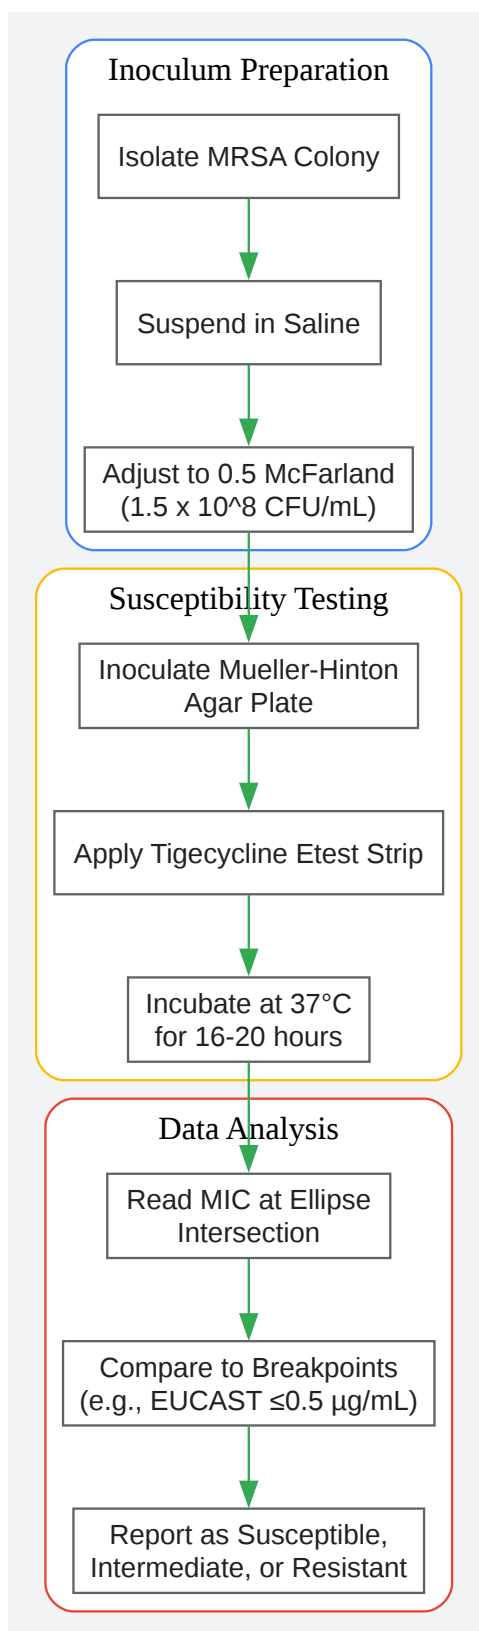 Inoculum Preparation
Isolate MRSA Colony
Suspend in Saline
Adjust to 0.5 McFarland
(1.5 x 10^8 CFU/mL)
Susceptibility Testing
Inoculate Mueller-Hinton
Agar Plate
Apply Tigecycline Etest Strip
Incubate at 37°C
for 16-20 hours
Data Analysis
Read MIC at Ellipse
Intersection
Compare to Breakpoints
(e.g., EUCAST ≤0.5 µg/mL)
Report as Susceptible,
Intermediate, or Resistant